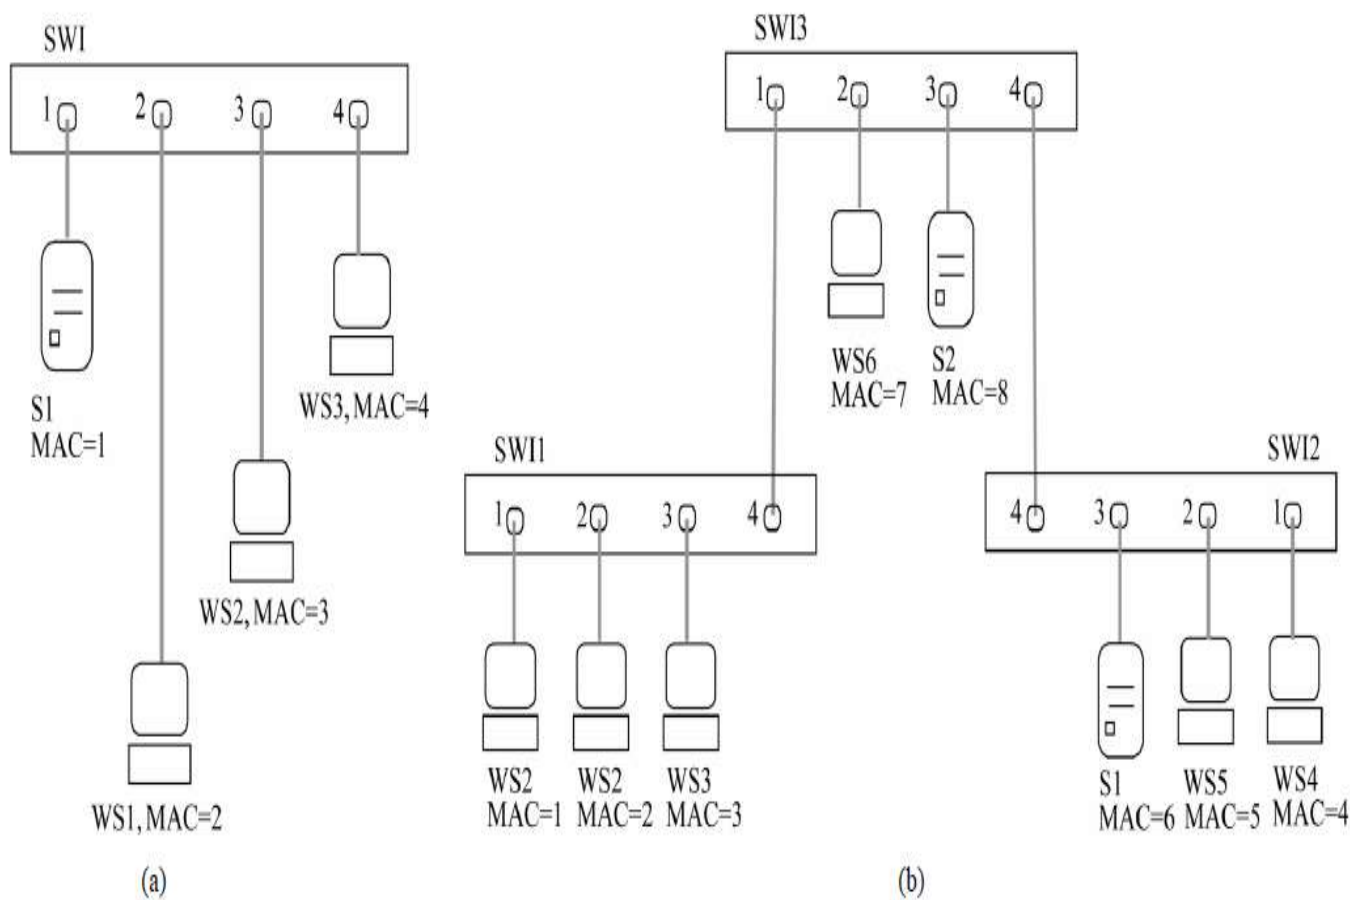 SWI
1 2 3 4
S1
MAC=1
WS3, MAC=4
WS2, MAC=3
WS1, MAC=2
(a)
SWI3
1 2 3 4
WS6
MAC=7
S2
MAC=8
SWI1
1 2 3 4
WS2
MAC=1
WS2
MAC=2
WS3
MAC=3
SWI2
4 3 2 1
S1
MAC=6
WS5
MAC=5
WS4
MAC=4
(b)